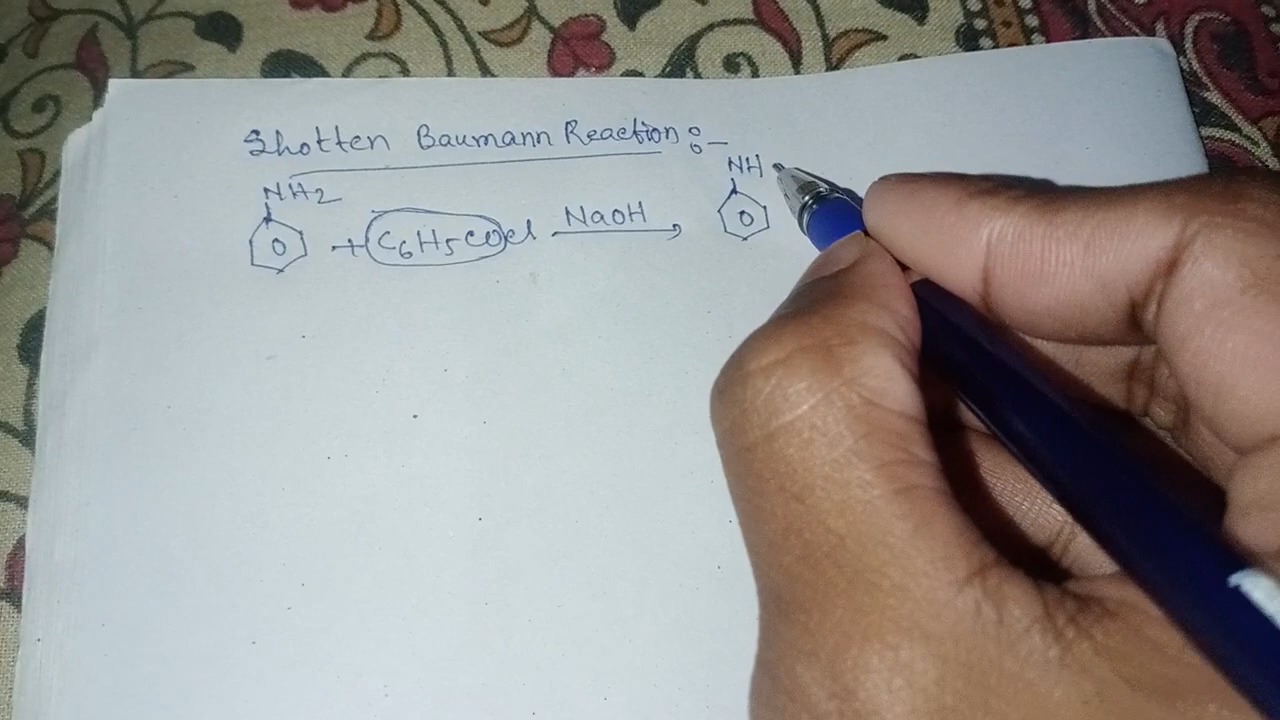 Shotten Baumann Reaction :-
NH2 NH
+ C6H5COCl NaOH